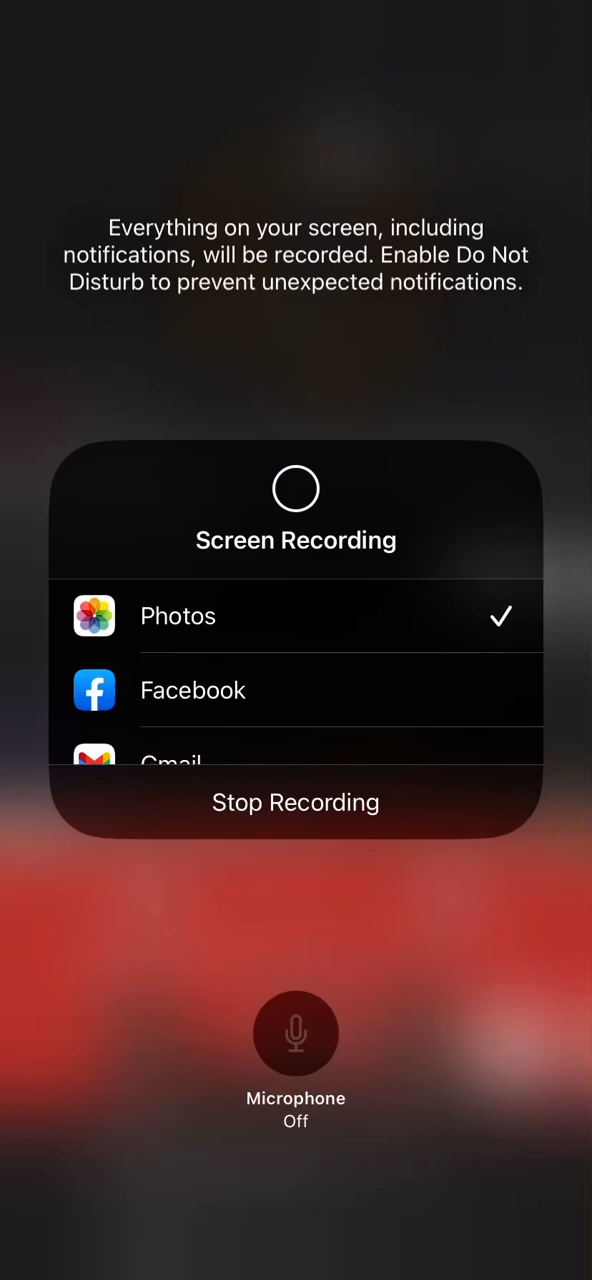 Everything on your screen, including
notifications, will be recorded. Enable Do Not
Disturb to prevent unexpected notifications.
Screen Recording
Photos
Facebook
Gmail
Stop Recording
Microphone
Off